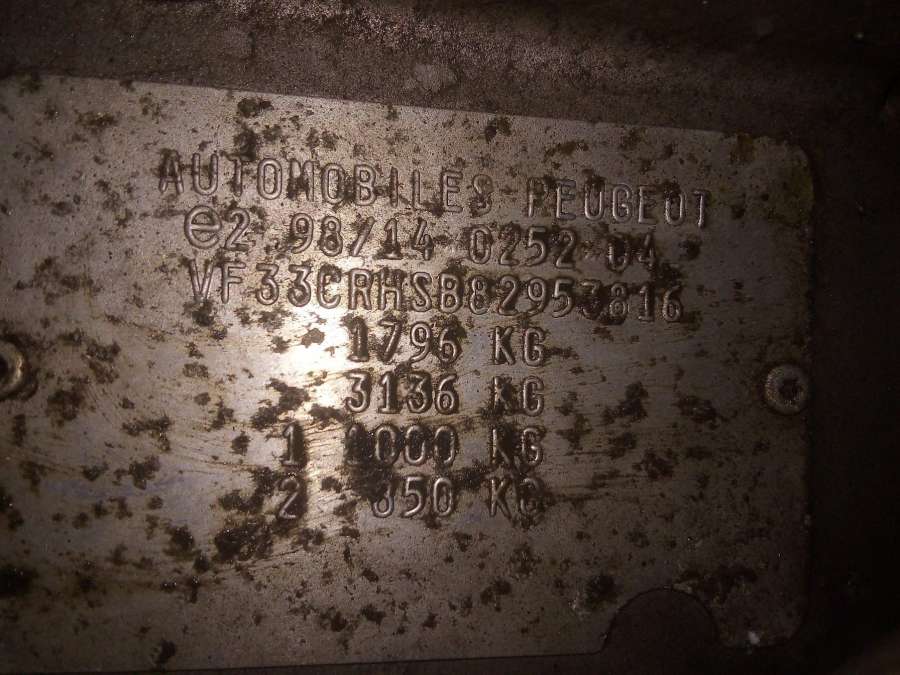 AUTOMOBILES PEUGEOT
e2 98/14 0252 04
VF33CRHSB82953816
1796 KG
3136 KG
1 1000 KG
2 850 KG